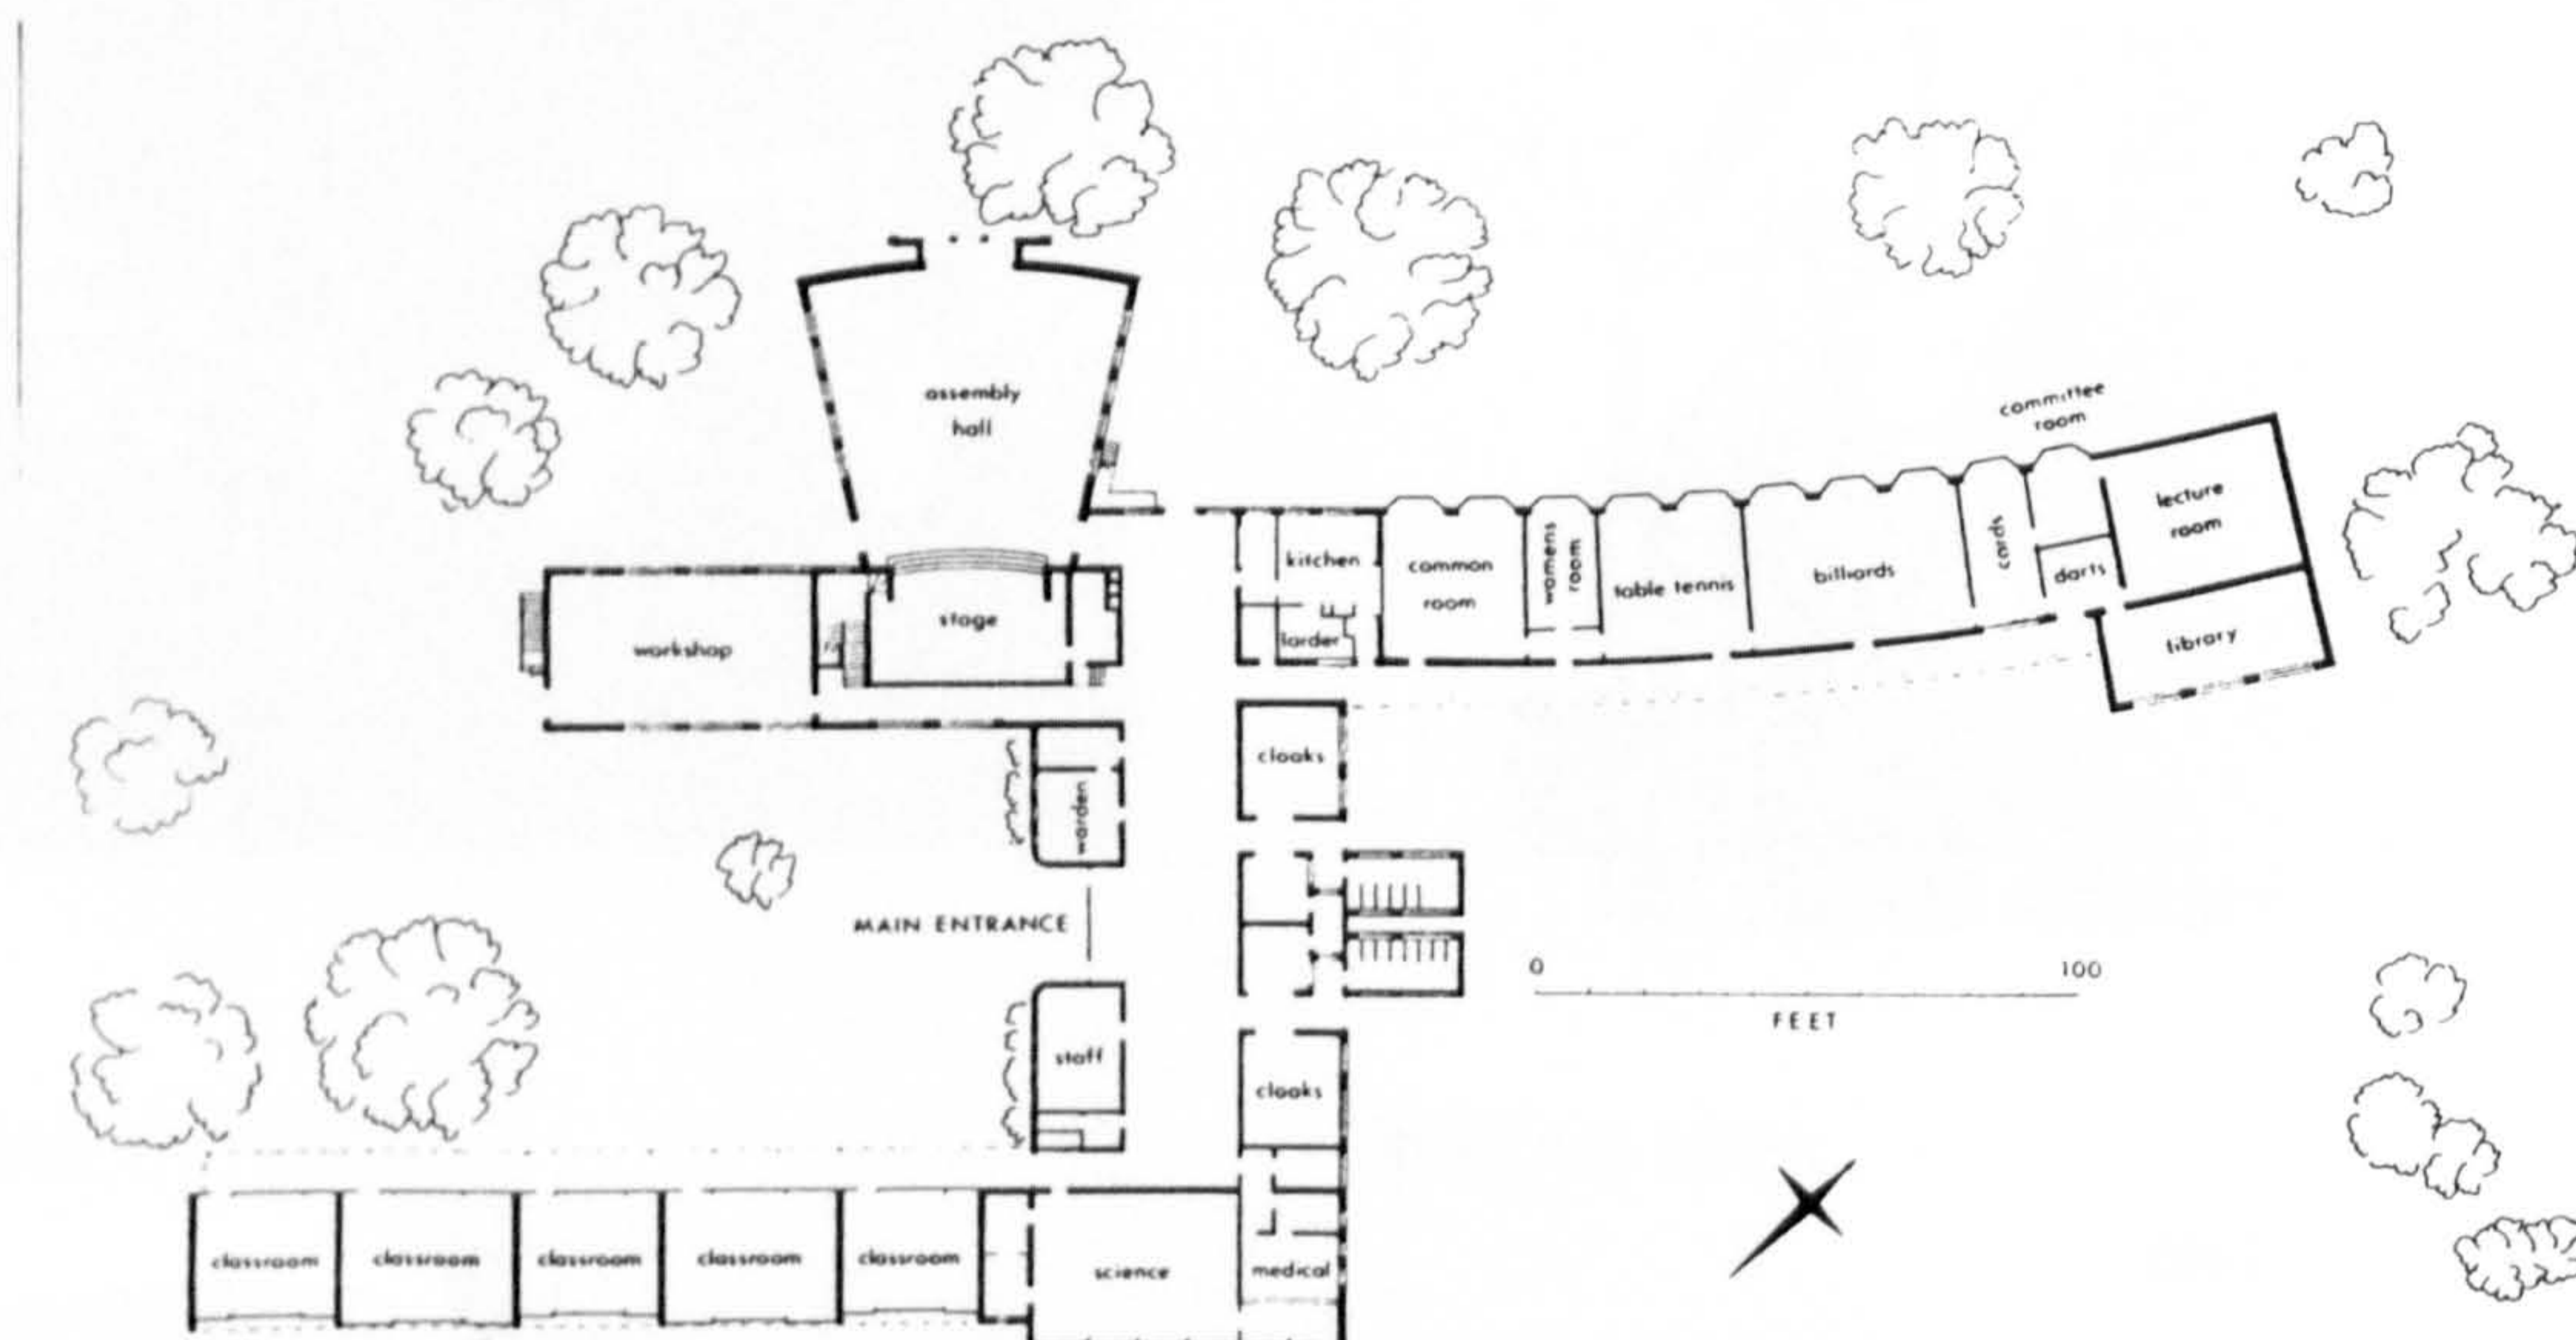 assembly
hall
committee
room
lecture
room
kitchen
common
room
womens
room
table tennis
billiards
cards
darts
library
larder
stage
workshop
cloaks
warden
MAIN ENTRANCE
0 100
FEET
staff
cloaks
classroom
classroom
classroom
classroom
classroom
science
medical